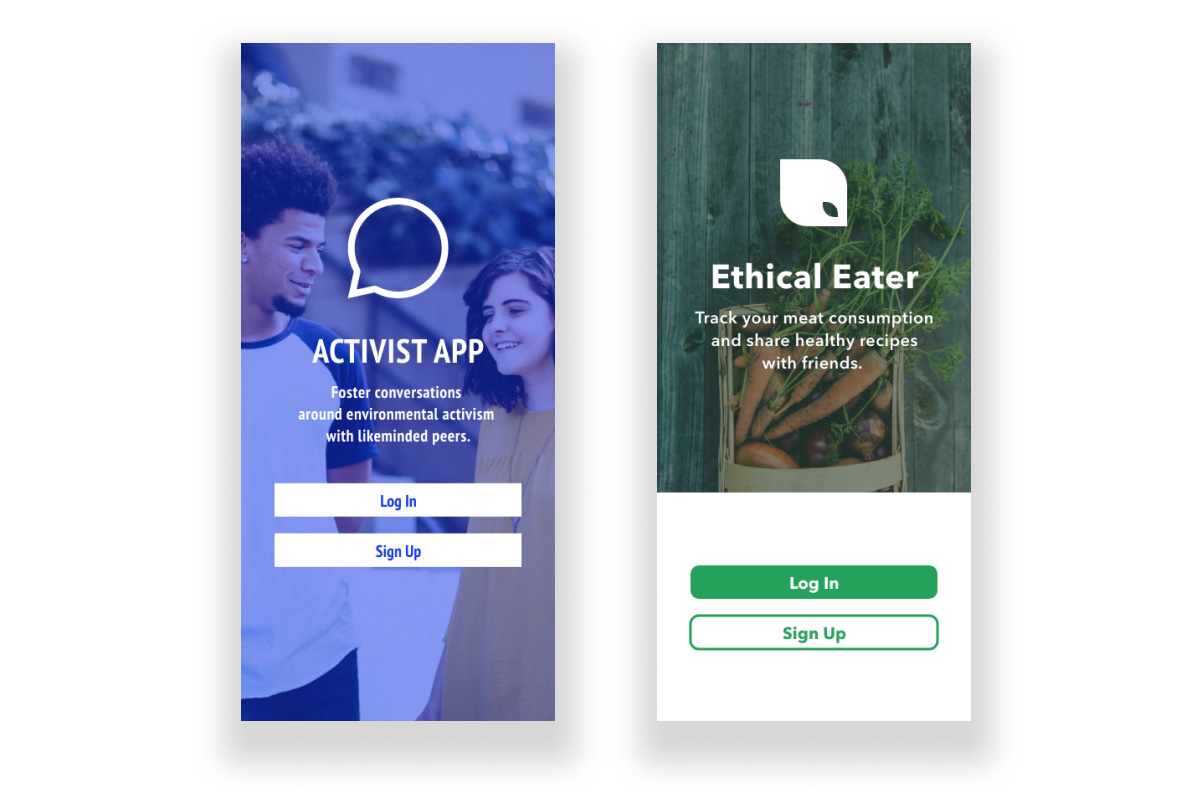 ACTIVIST APP
Foster conversations
around environmental activism
with likeminded peers.
Log In
Sign Up
Ethical Eater
Track your meat consumption
and share healthy recipes
with friends.
Log In
Sign Up